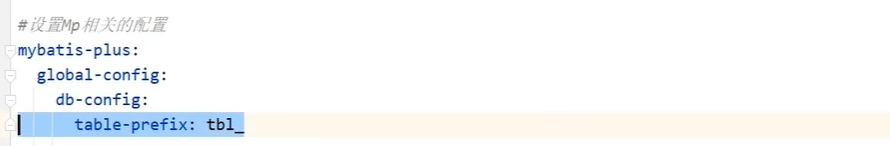 #设置Mp相关的配置
mybatis-plus:
  global-config:
    db-config:
      table-prefix: tbl_